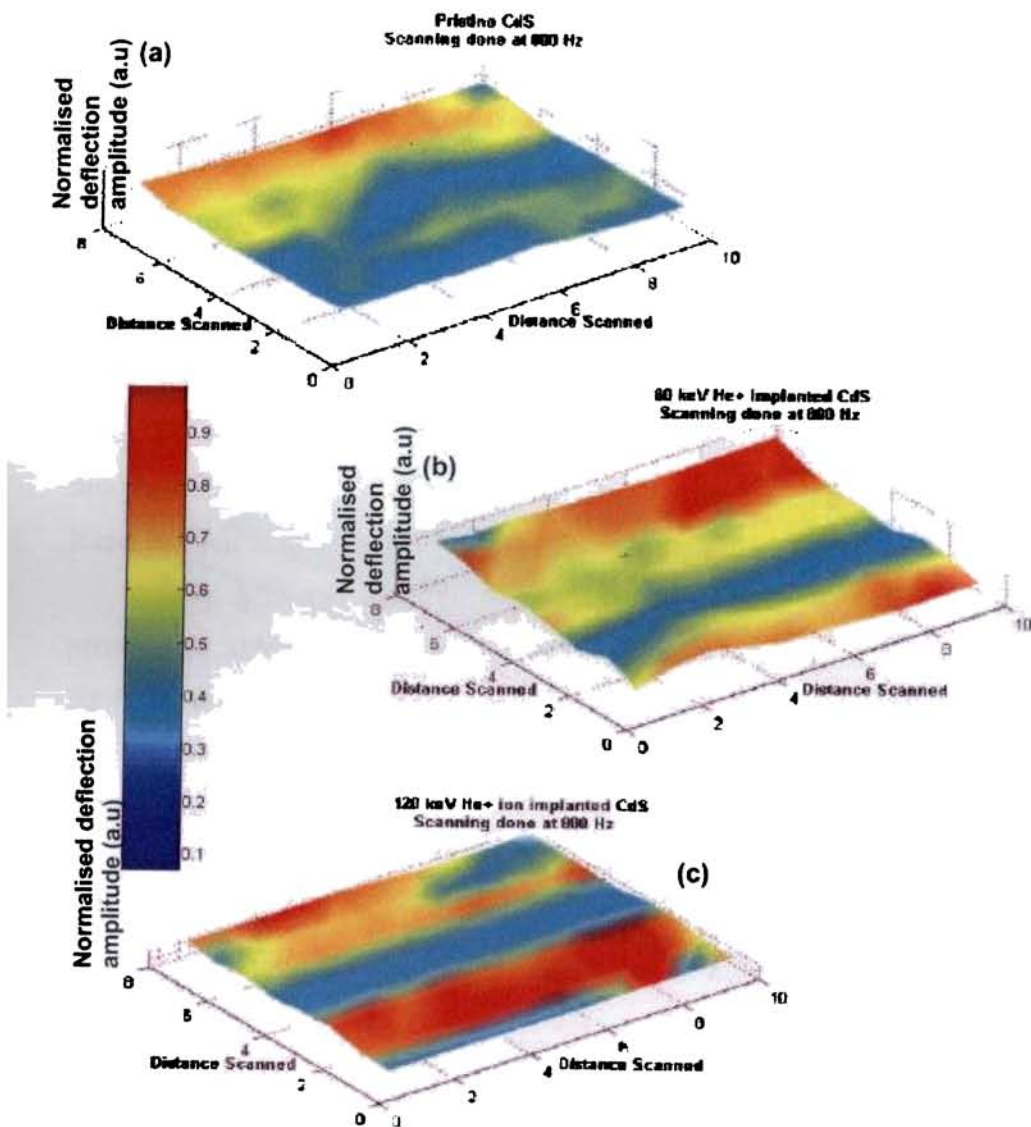 Pristine CdS
Scanning done at 800 Hz
(a)
Normalised
deflection
amplitude (a.u)
8
6
4
2
0
Distance Scanned
0
2
4
6
8
10
Distance Scanned
0.9
0.8
0.7
0.6
0.5
0.4
0.3
0.2
0.1
Normalised deflection
amplitude (a.u)
60 keV He+ implanted CdS
Scanning done at 800 Hz
(b)
Normalised
deflection
amplitude (a.u)
8
6
4
2
0
Distance Scanned
0
2
4
6
8
10
Distance Scanned
120 keV He+ ion implanted CdS
Scanning done at 800 Hz
(c)
8
6
4
2
0
Distance Scanned
0
2
4
8
10
Distance Scanned